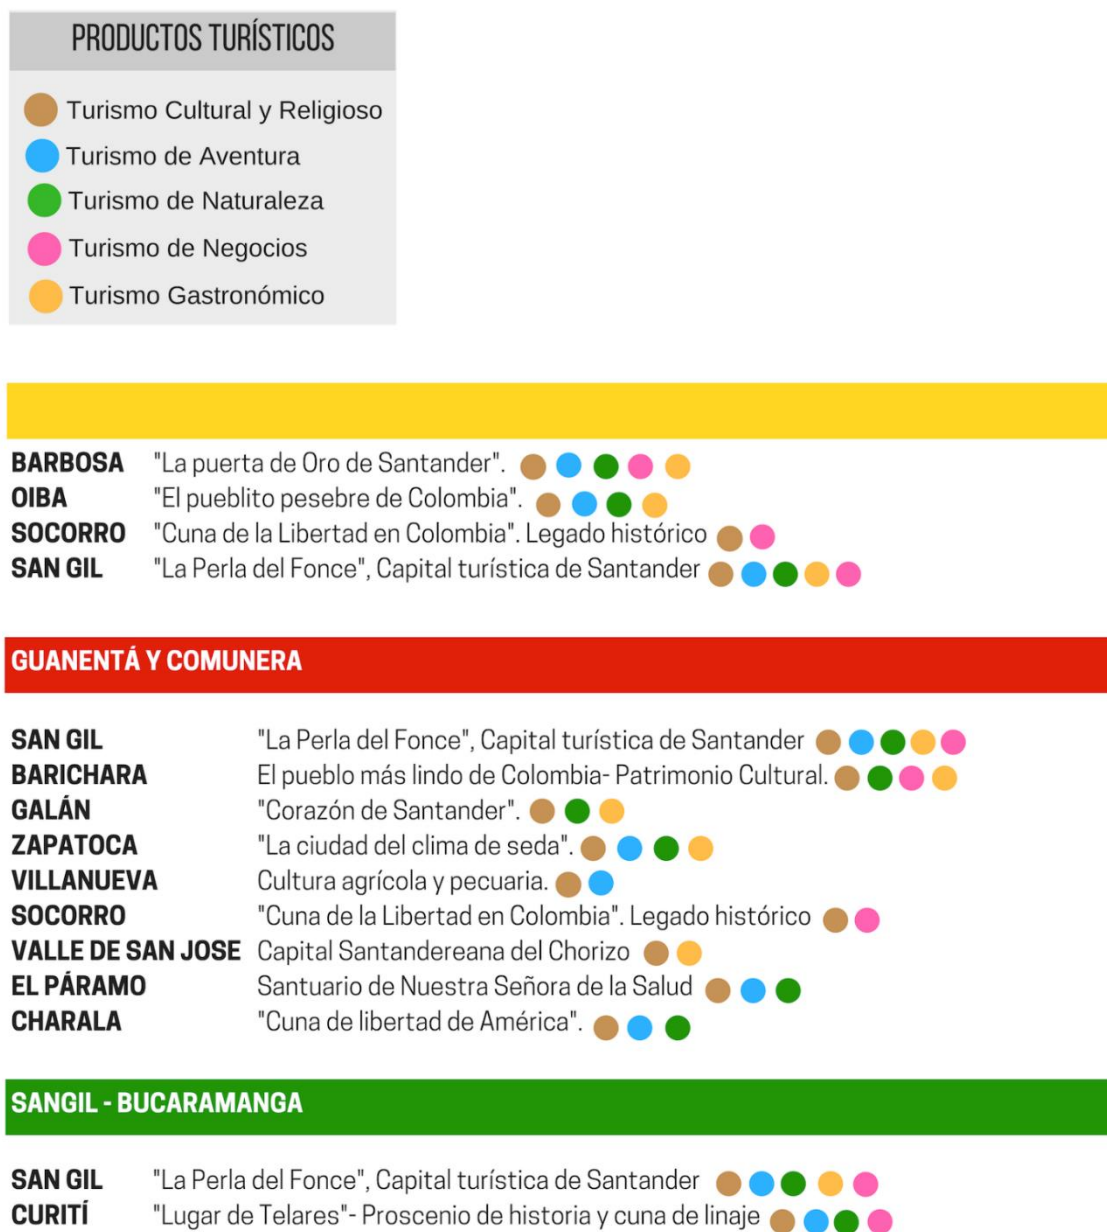 PRODUCTOS TURÍSTICOS
Turismo Cultural y Religioso
Turismo de Aventura
Turismo de Naturaleza
Turismo de Negocios
Turismo Gastronómico
BARBOSA "La puerta de Oro de Santander".
OIBA "El pueblito pesebre de Colombia".
SOCORRO "Cuna de la Libertad en Colombia". Legado histórico
SAN GIL "La Perla del Fonce", Capital turística de Santander
GUANENTÁ Y COMUNERA
SAN GIL "La Perla del Fonce", Capital turística de Santander
BARICHARA El pueblo más lindo de Colombia- Patrimonio Cultural.
GALÁN "Corazón de Santander".
ZAPATOCA "La ciudad del clima de seda".
VILLANUEVA Cultura agrícola y pecuaria.
SOCORRO "Cuna de la Libertad en Colombia". Legado histórico
VALLE DE SAN JOSE Capital Santandereana del Chorizo
EL PÁRAMO Santuario de Nuestra Señora de la Salud
CHARALA "Cuna de libertad de América".
SANGIL - BUCARAMANGA
SAN GIL "La Perla del Fonce", Capital turística de Santander
CURITÍ "Lugar de Telares"- Proscenio de historia y cuna de linaje